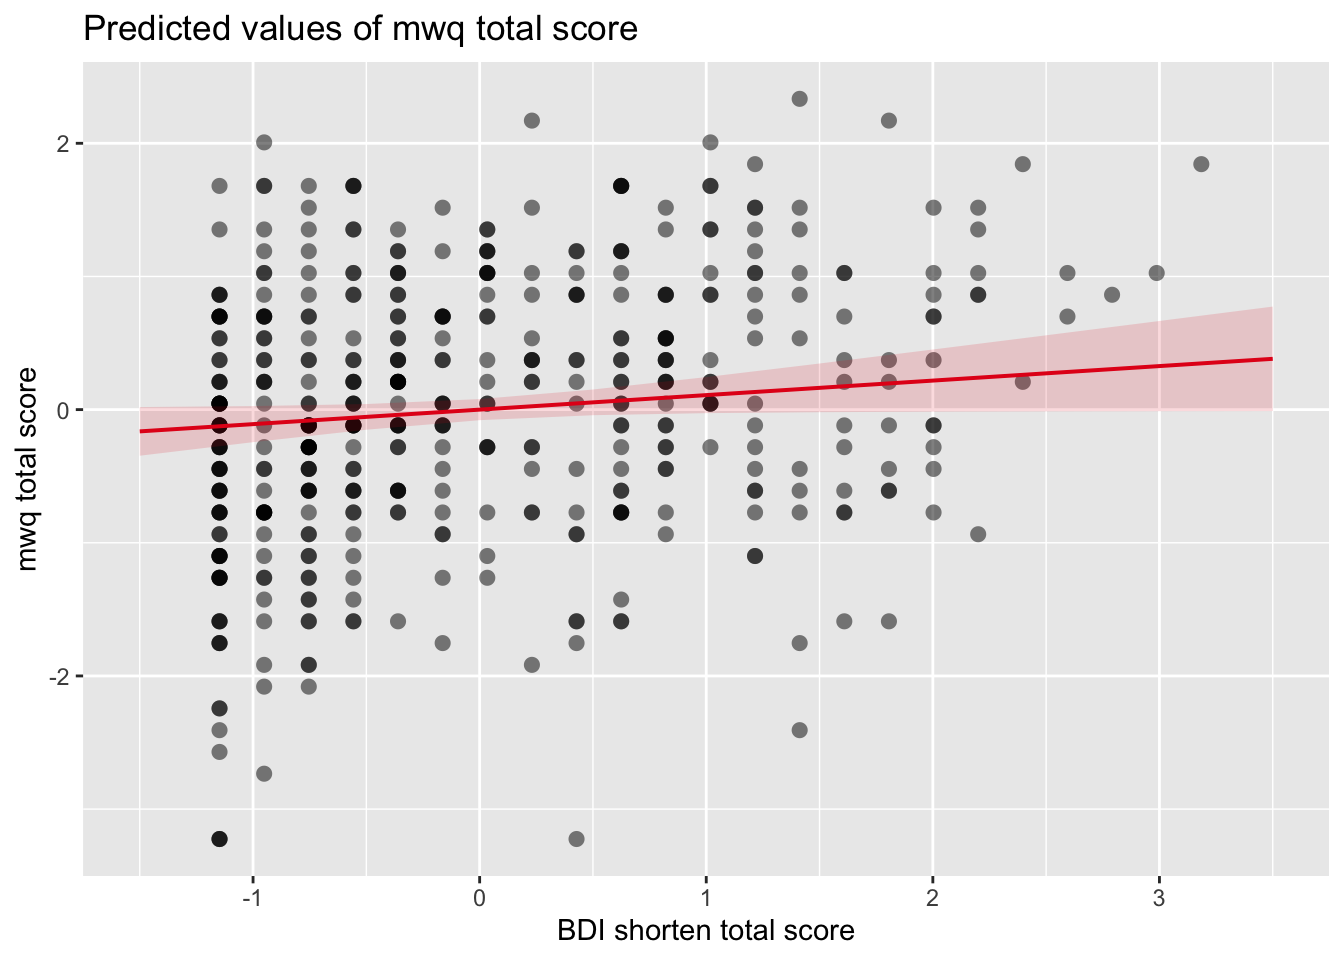 Predicted values of mwq total score
2
0
-2
mwq total score
-1
0
1
2
3
BDI shorten total score